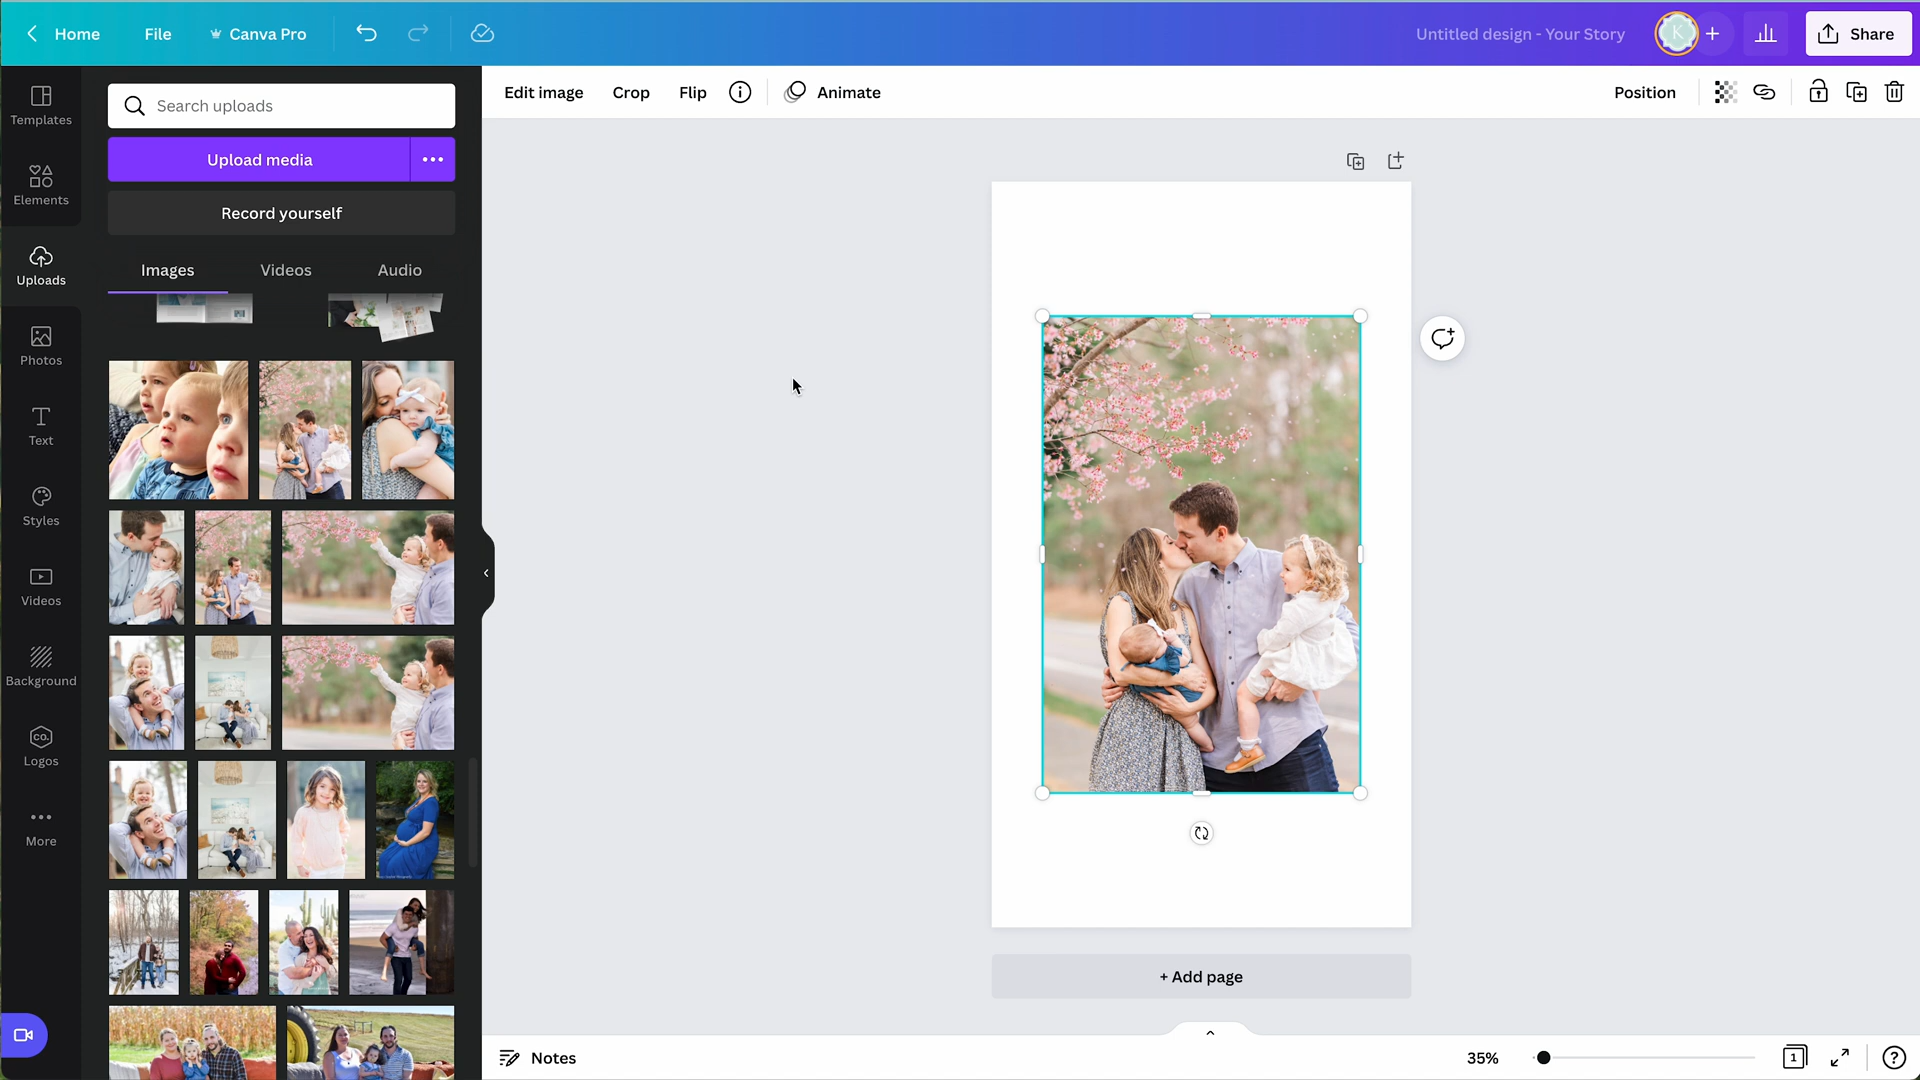 Home
File
Canva Pro
Untitled design - Your Story
K
Share
Templates
Elements
Uploads
Photos
Text
Styles
Videos
Background
CO.
Logos
More
Search uploads
Upload media
Record yourself
Images
Videos
Audio
Edit image
Crop
Flip
Animate
Position
+ Add page
Notes
35%
1